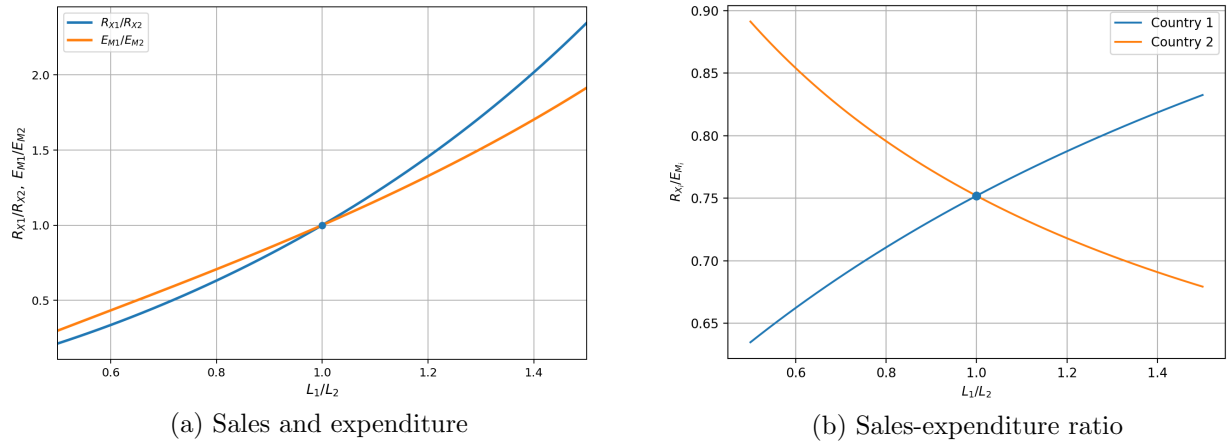 R_{X1}/R_{X2}
E_{M1}/E_{M2}
R_{X1}/R_{X2}, E_{M1}/E_{M2}
2.0
1.5
1.0
0.5
0.6 0.8 1.0 1.2 1.4
L_1/L_2
(a) Sales and expenditure
Country 1
Country 2
R_{X_i}/E_{M_i}
0.90
0.85
0.80
0.75
0.70
0.65
0.6 0.8 1.0 1.2 1.4
L_1/L_2
(b) Sales-expenditure ratio